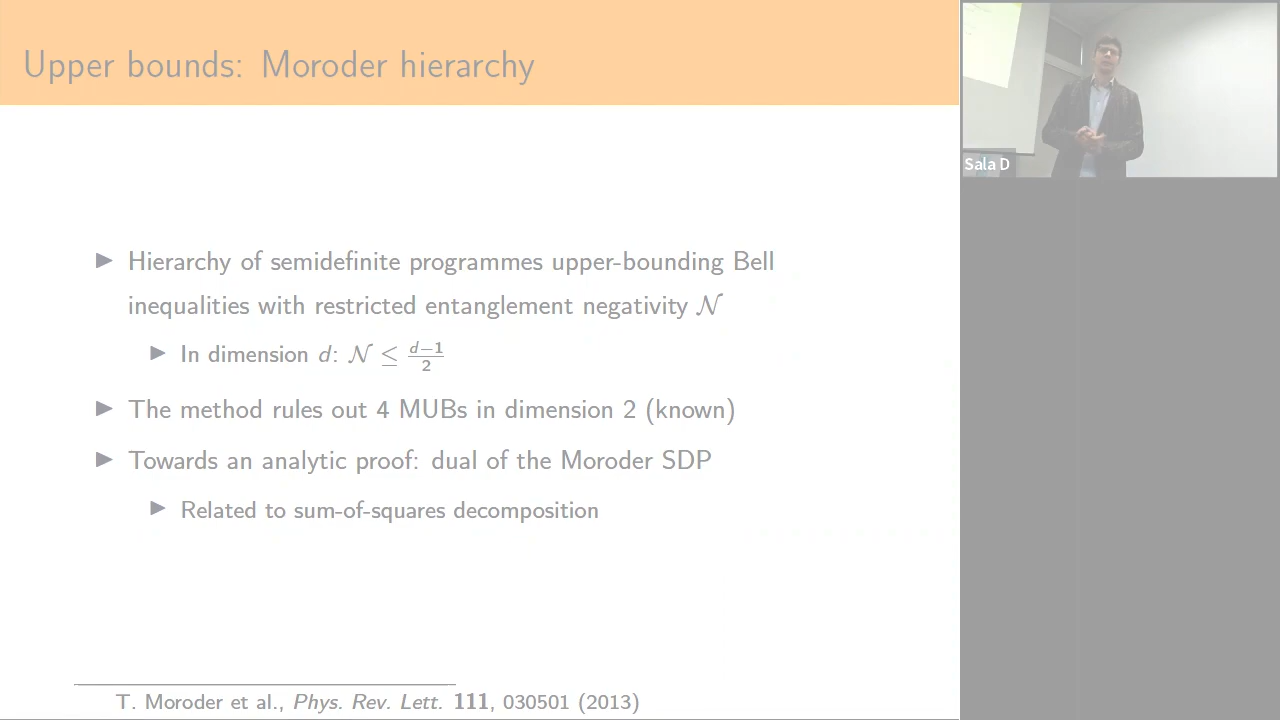 Upper bounds: Moroder hierarchy
Sala D
▶ Hierarchy of semidefinite programmes upper-bounding Bell
inequalities with restricted entanglement negativity 𝒩
▶ In dimension d: 𝒩 ≤ (d−1)/2
▶ The method rules out 4 MUBs in dimension 2 (known)
▶ Towards an analytic proof: dual of the Moroder SDP
▶ Related to sum-of-squares decomposition
T. Moroder et al., Phys. Rev. Lett. 111, 030501 (2013)